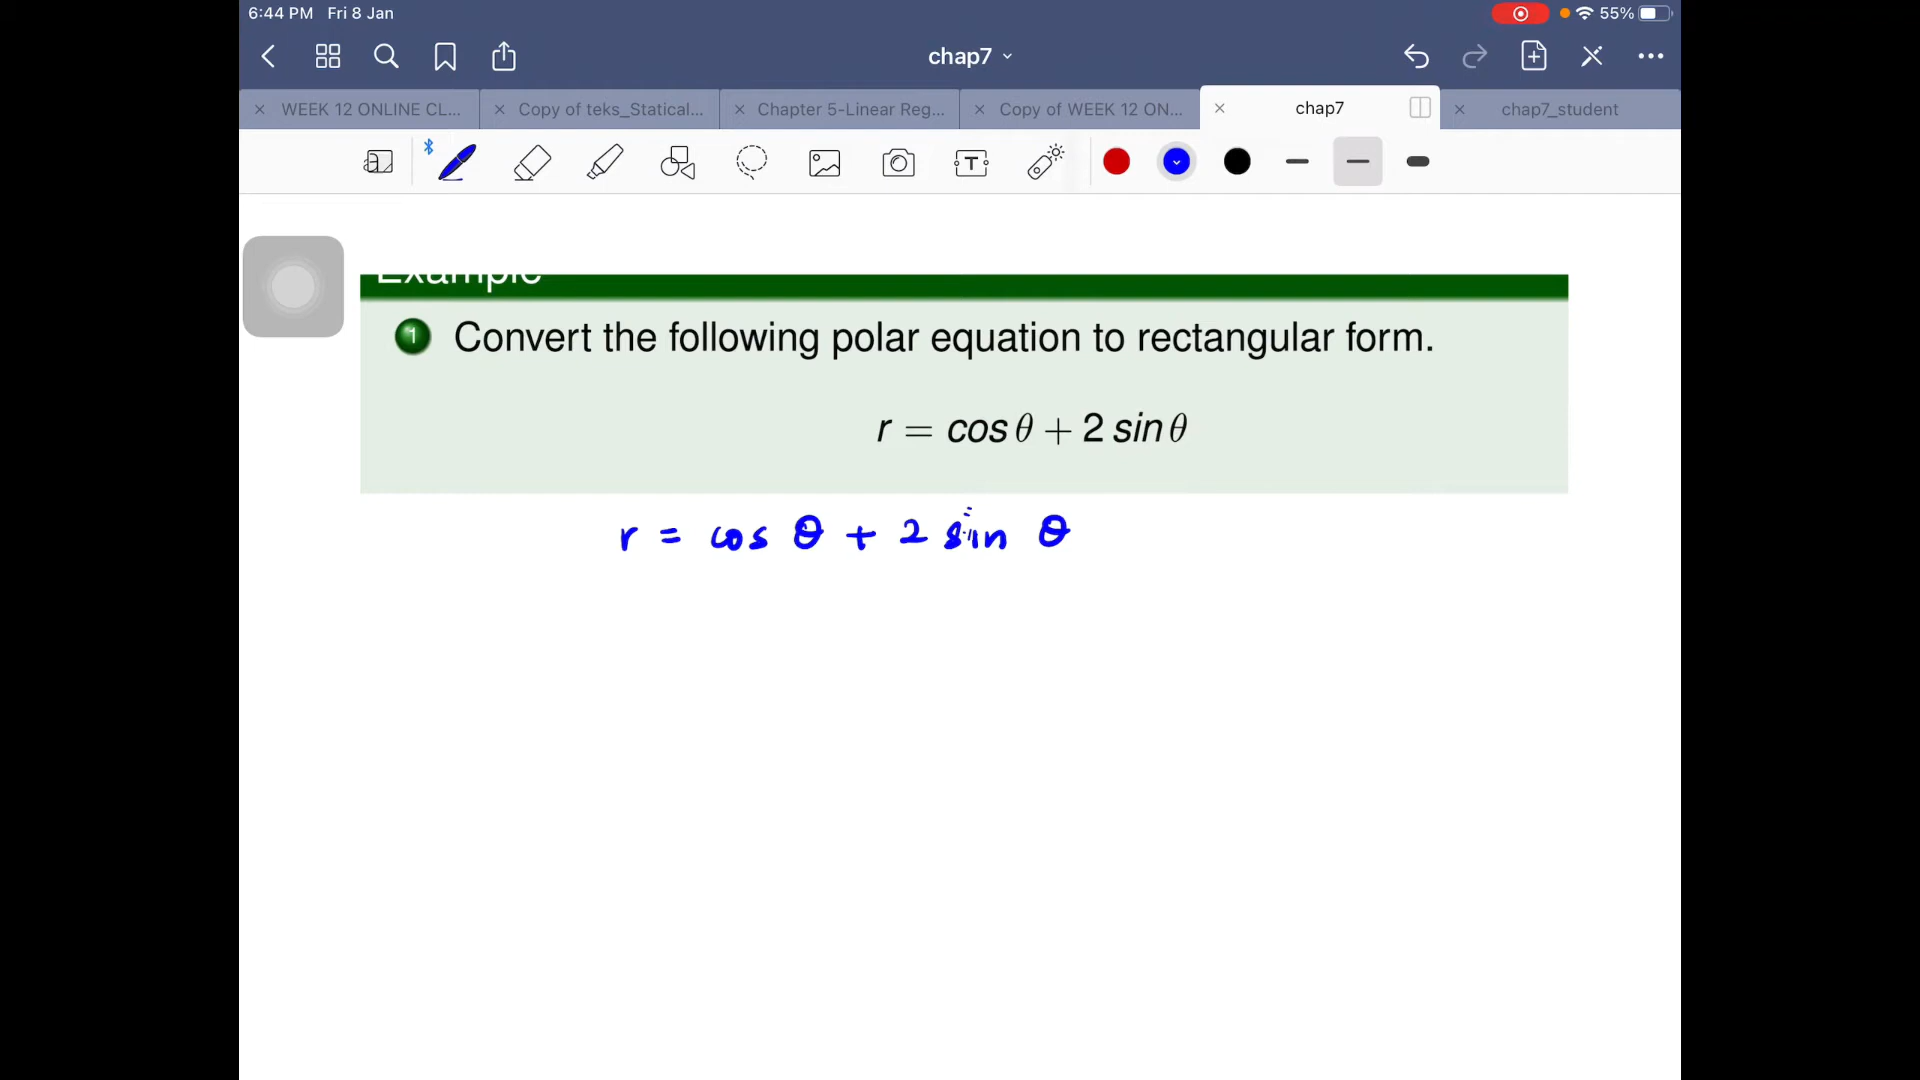 6:44 PM Fri 8 Jan 55%
chap7
WEEK 12 ONLINE CL... Copy of teks_Statical... Chapter 5-Linear Reg... Copy of WEEK 12 ON... chap7 chap7_student
Example
1 Convert the following polar equation to rectangular form.
r = cos θ + 2 sin θ
r = cos θ + 2 sin θ